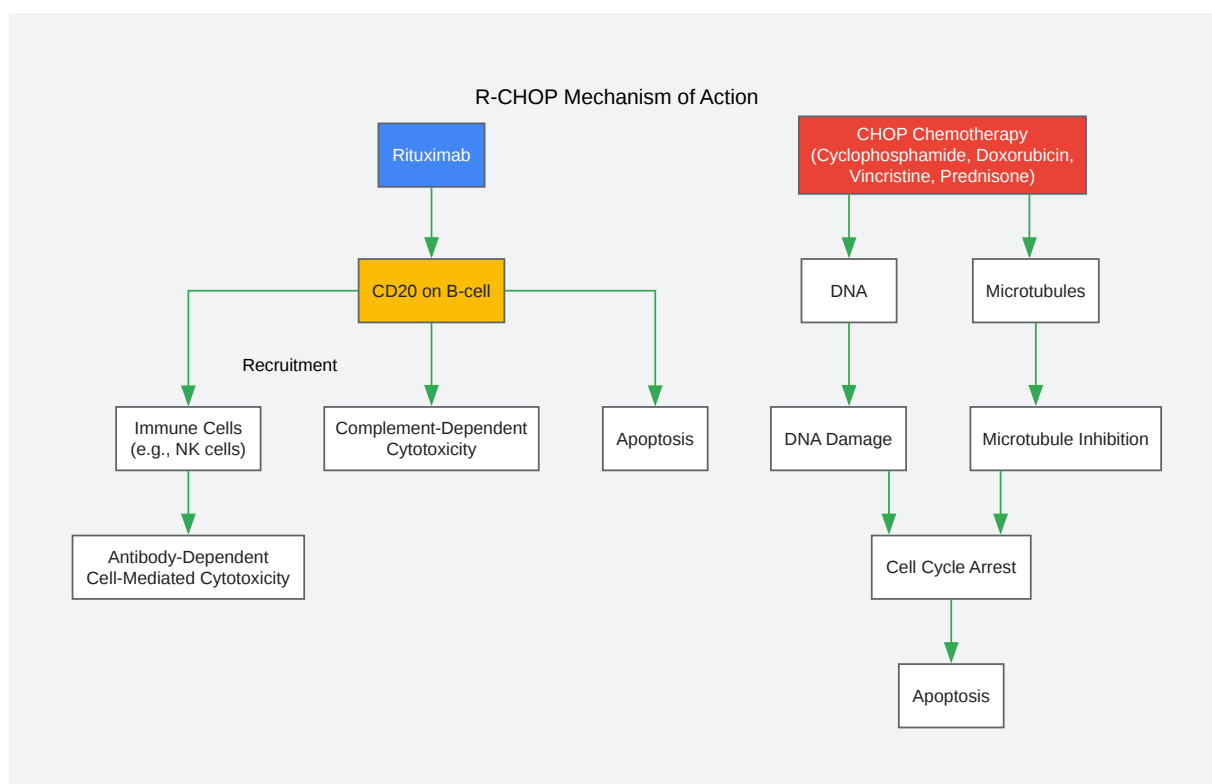 R-CHOP Mechanism of Action
Rituximab
CHOP Chemotherapy
(Cyclophosphamide, Doxorubicin,
Vincristine, Prednisone)
CD20 on B-cell
DNA
Microtubules
Recruitment
Immune Cells
(e.g., NK cells)
Complement-Dependent
Cytotoxicity
Apoptosis
DNA Damage
Microtubule Inhibition
Antibody-Dependent
Cell-Mediated Cytotoxicity
Cell Cycle Arrest
Apoptosis